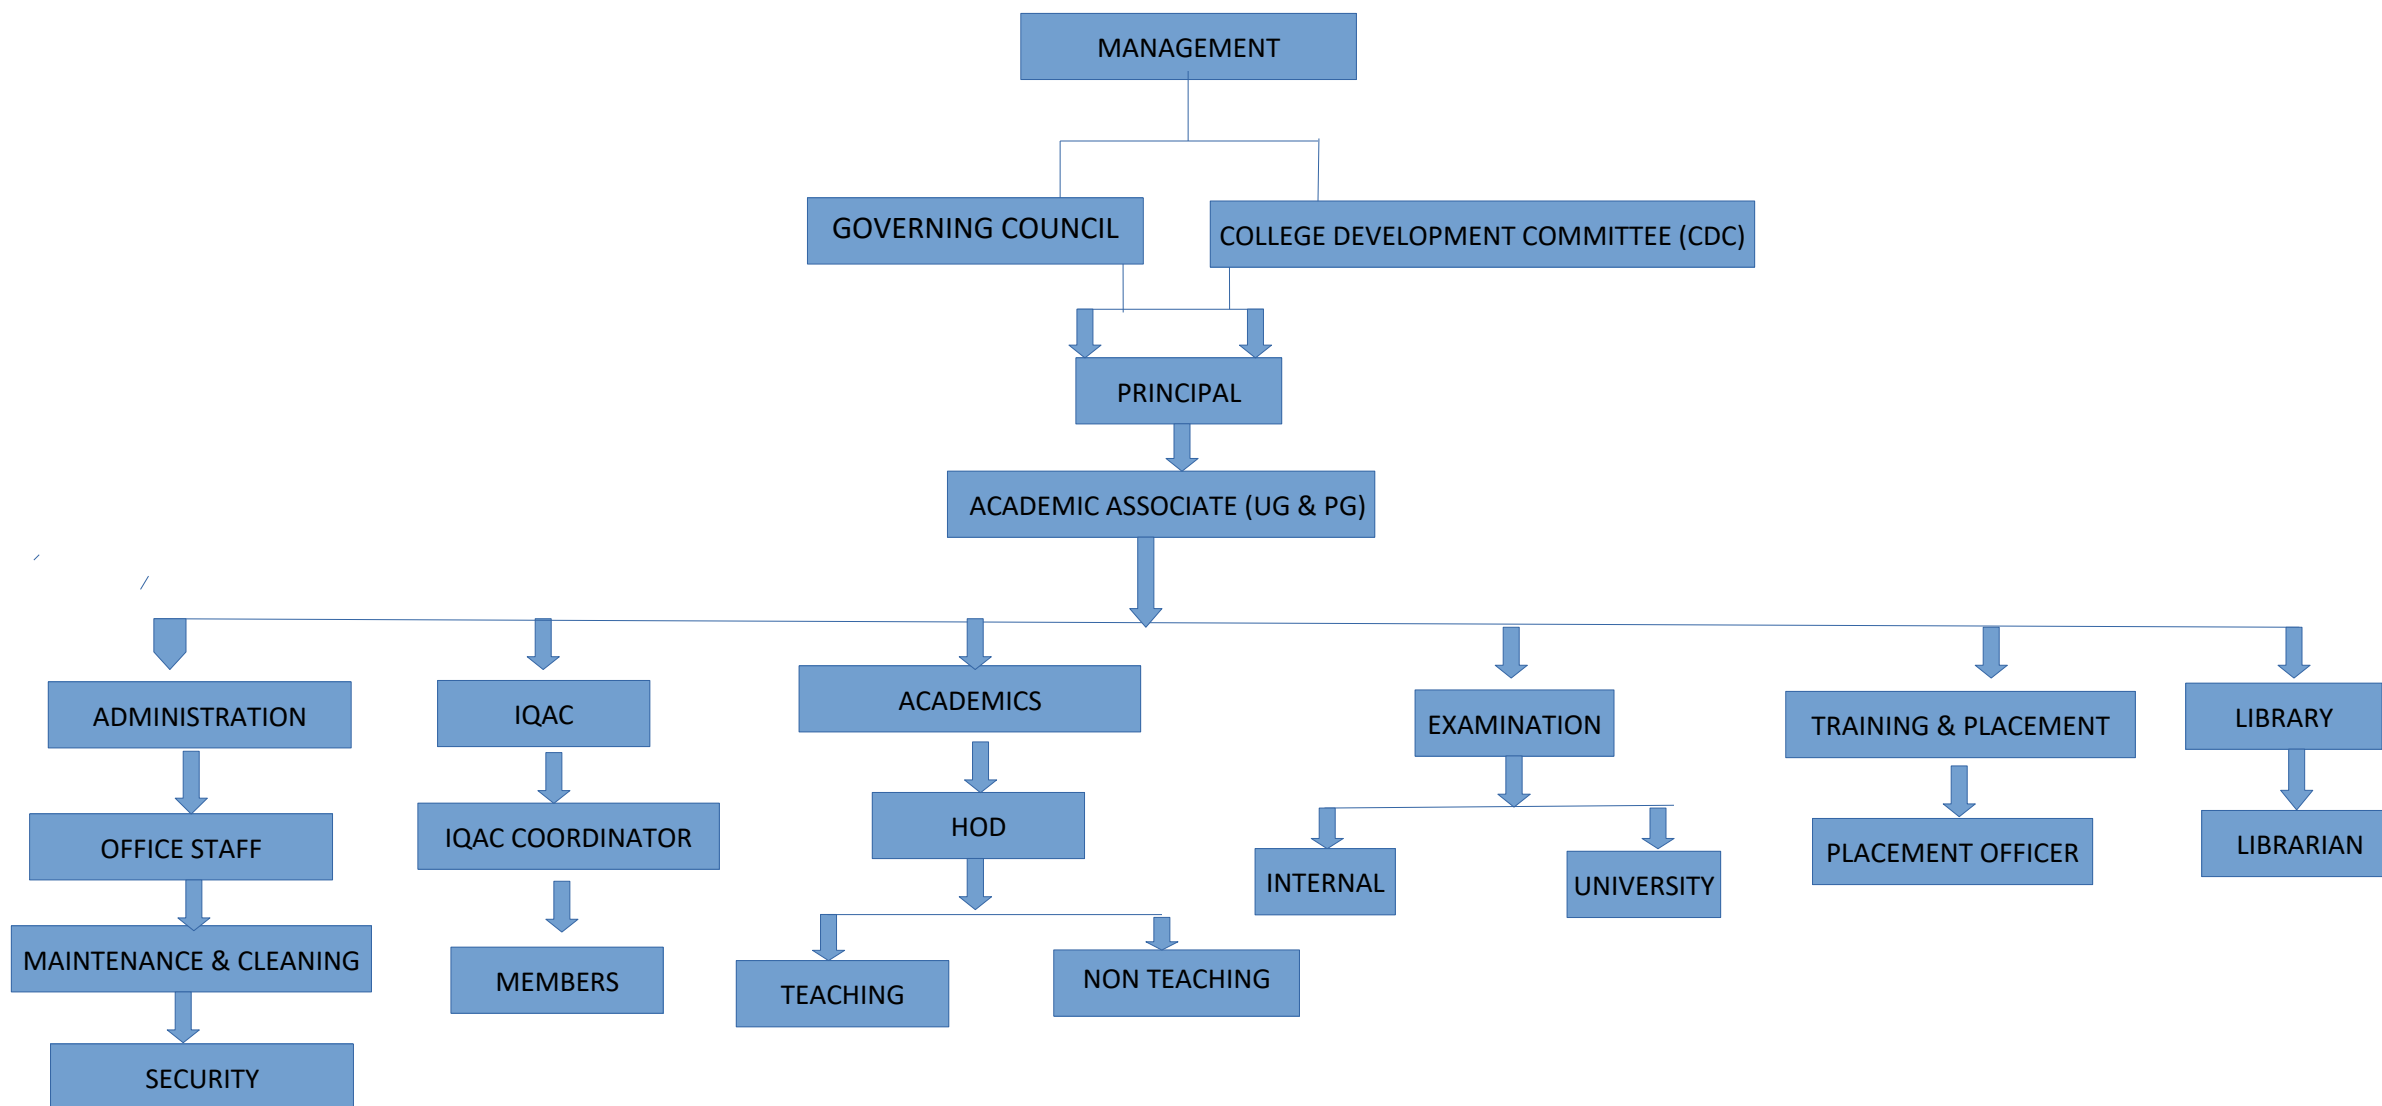 MANAGEMENT
GOVERNING COUNCIL
COLLEGE DEVELOPMENT COMMITTEE (CDC)
PRINCIPAL
ACADEMIC ASSOCIATE (UG & PG)
ADMINISTRATION
IQAC
ACADEMICS
EXAMINATION
TRAINING & PLACEMENT
LIBRARY
OFFICE STAFF
IQAC COORDINATOR
HOD
INTERNAL
UNIVERSITY
PLACEMENT OFFICER
LIBRARIAN
MAINTENANCE & CLEANING
MEMBERS
TEACHING
NON TEACHING
SECURITY